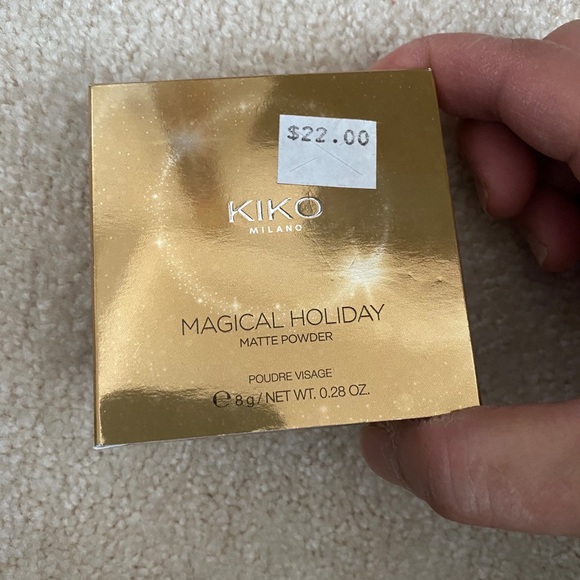 $22.00
KIKO
MILANO
MAGICAL HOLIDAY
MATTE POWDER
POUDRE VISAGE
℮ 8 g / NET WT. 0.28 OZ.